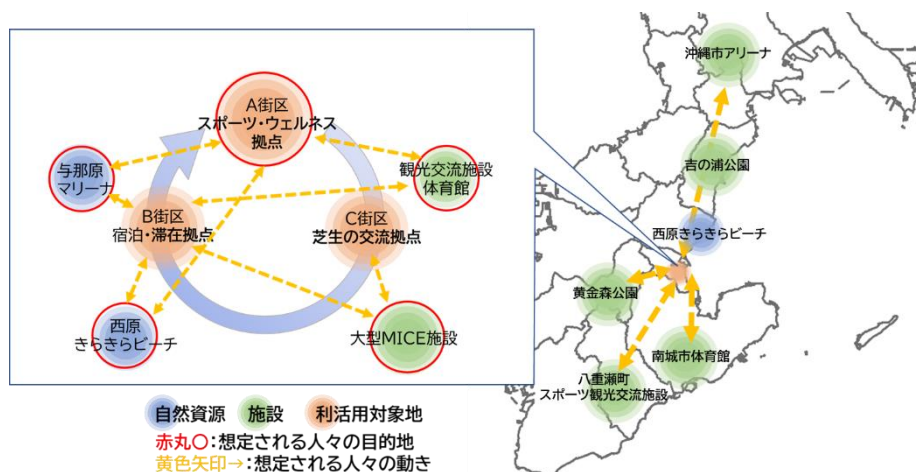 A街区
スポーツ・ウェルネス
拠点
与那原
マリーナ
観光交流施設
体育館
B街区
宿泊・滞在拠点
C街区
芝生の交流拠点
西原
きらきらビーチ
大型MICE施設
沖縄市アリーナ
吉の浦公園
西原きらきらビーチ
黄金森公園
南城市体育館
八重瀬町
スポーツ観光交流施設
自然資源 施設 利活用対象地
赤丸〇：想定される人々の目的地
黄色矢印→：想定される人々の動き